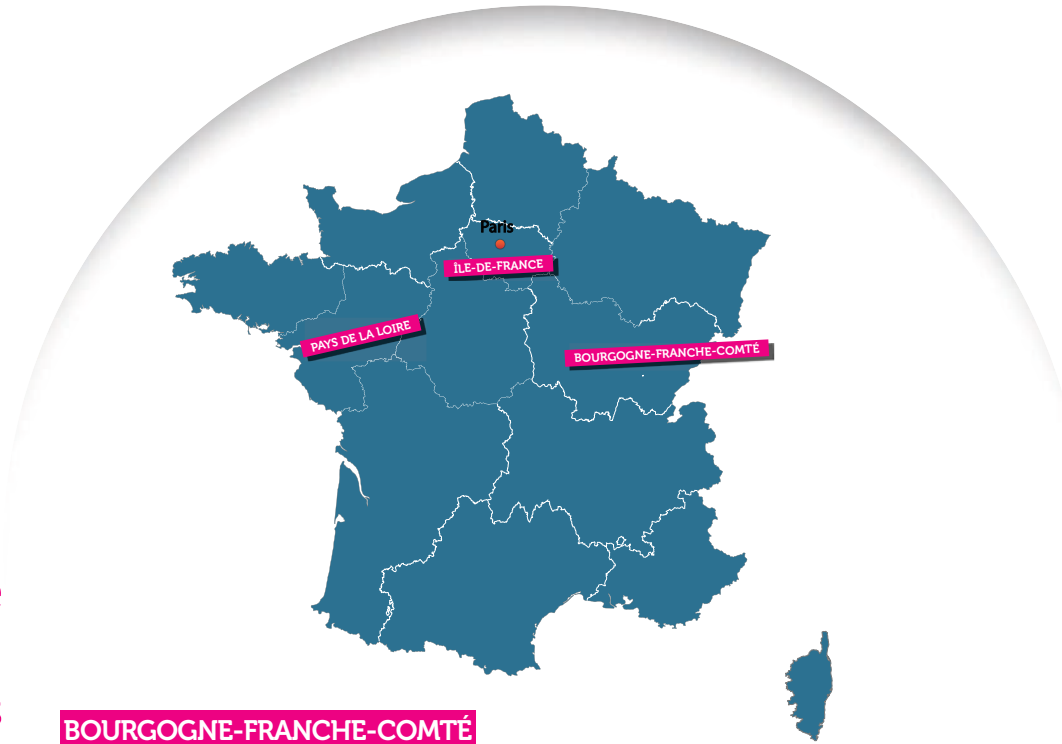 Paris
ÎLE-DE-FRANCE
PAYS DE LA LOIRE
BOURGOGNE-FRANCHE-COMTÉ
BOURGOGNE-FRANCHE-COMTÉ